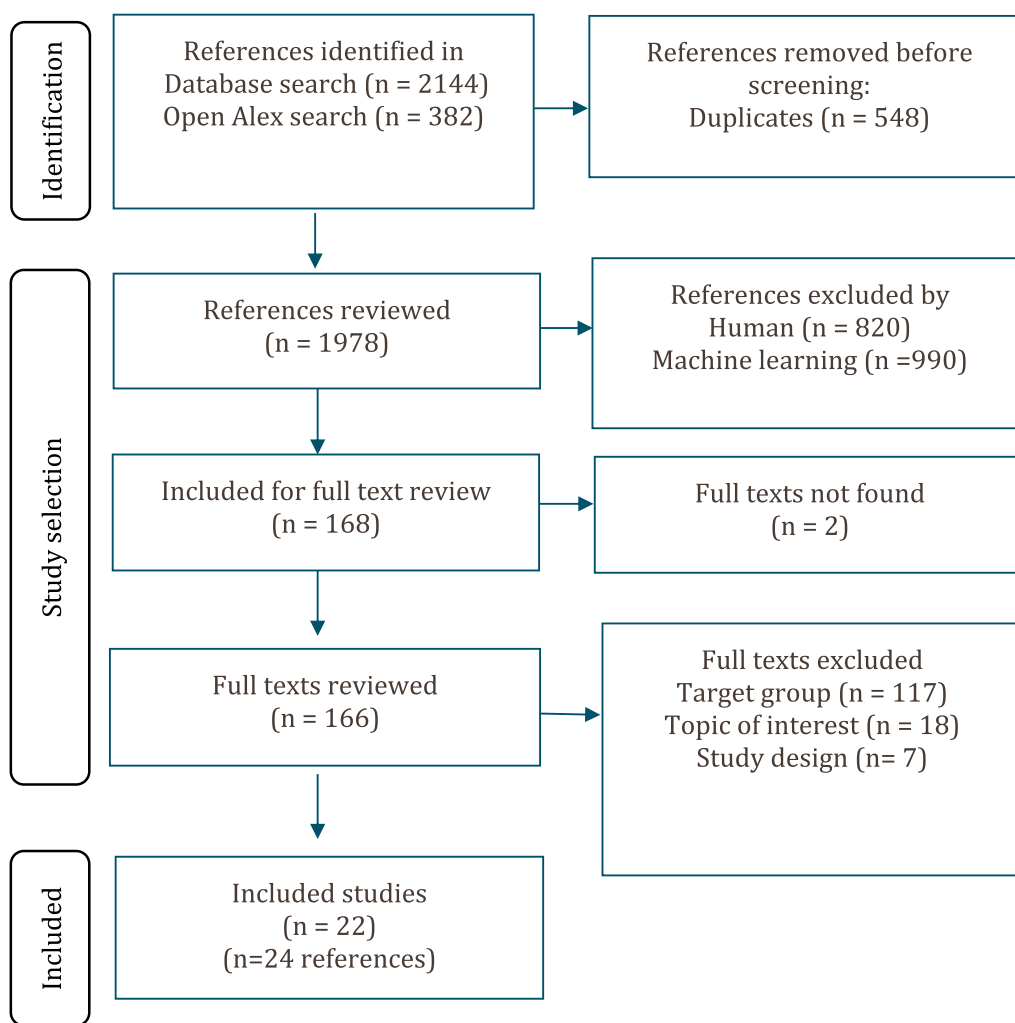 Identification
References identified in
Database search (n = 2144)
Open Alex search (n = 382)
References removed before
screening:
Duplicates (n = 548)
Study selection
References reviewed
(n = 1978)
References excluded by
Human (n = 820)
Machine learning (n =990)
Included for full text review
(n = 168)
Full texts not found
(n = 2)
Full texts reviewed
(n = 166)
Full texts excluded
Target group (n = 117)
Topic of interest (n = 18)
Study design (n= 7)
Included
Included studies
(n = 22)
(n=24 references)